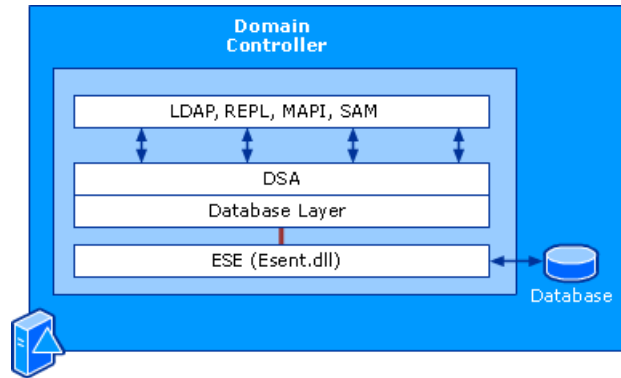 Domain
Controller
LDAP, REPL, MAPI, SAM
DSA
Database Layer
ESE (Esent.dll)
Database